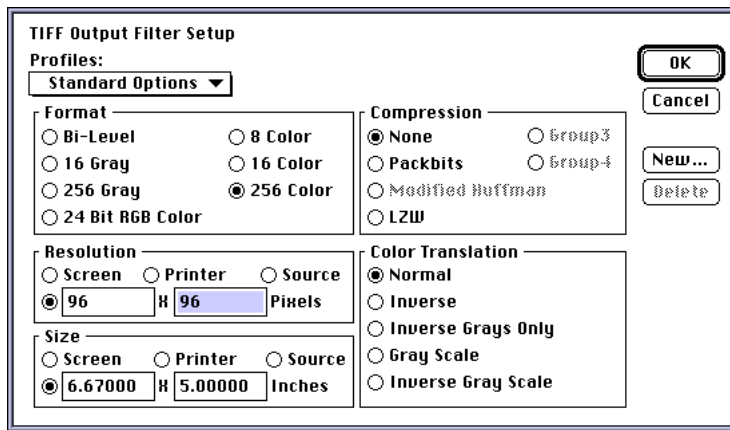 TIFF Output Filter Setup
Profiles:
Standard Options
OK
Cancel
New...
Delete
Format
Bi-Level
8 Color
16 Gray
16 Color
256 Gray
256 Color
24 Bit RGB Color
Compression
None
Group3
Packbits
Group4
Modified Huffman
LZW
Resolution
Screen Printer Source
96 X 96 Pixels
Size
Screen Printer Source
6.67000 X 5.00000 Inches
Color Translation
Normal
Inverse
Inverse Grays Only
Gray Scale
Inverse Gray Scale